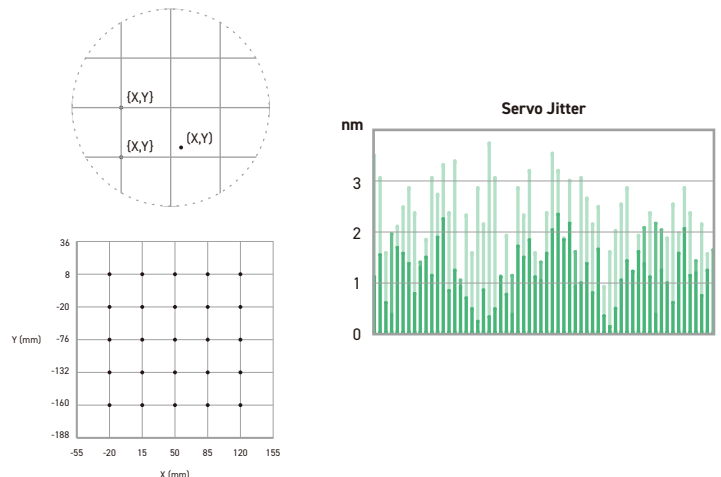 {X,Y}
{X,Y}
(X,Y)
36
8
-20
-76
-132
-160
-188
Y (mm)
-55 -20 15 50 85 120 155
X (mm)
Servo Jitter
nm
3
2
1
0